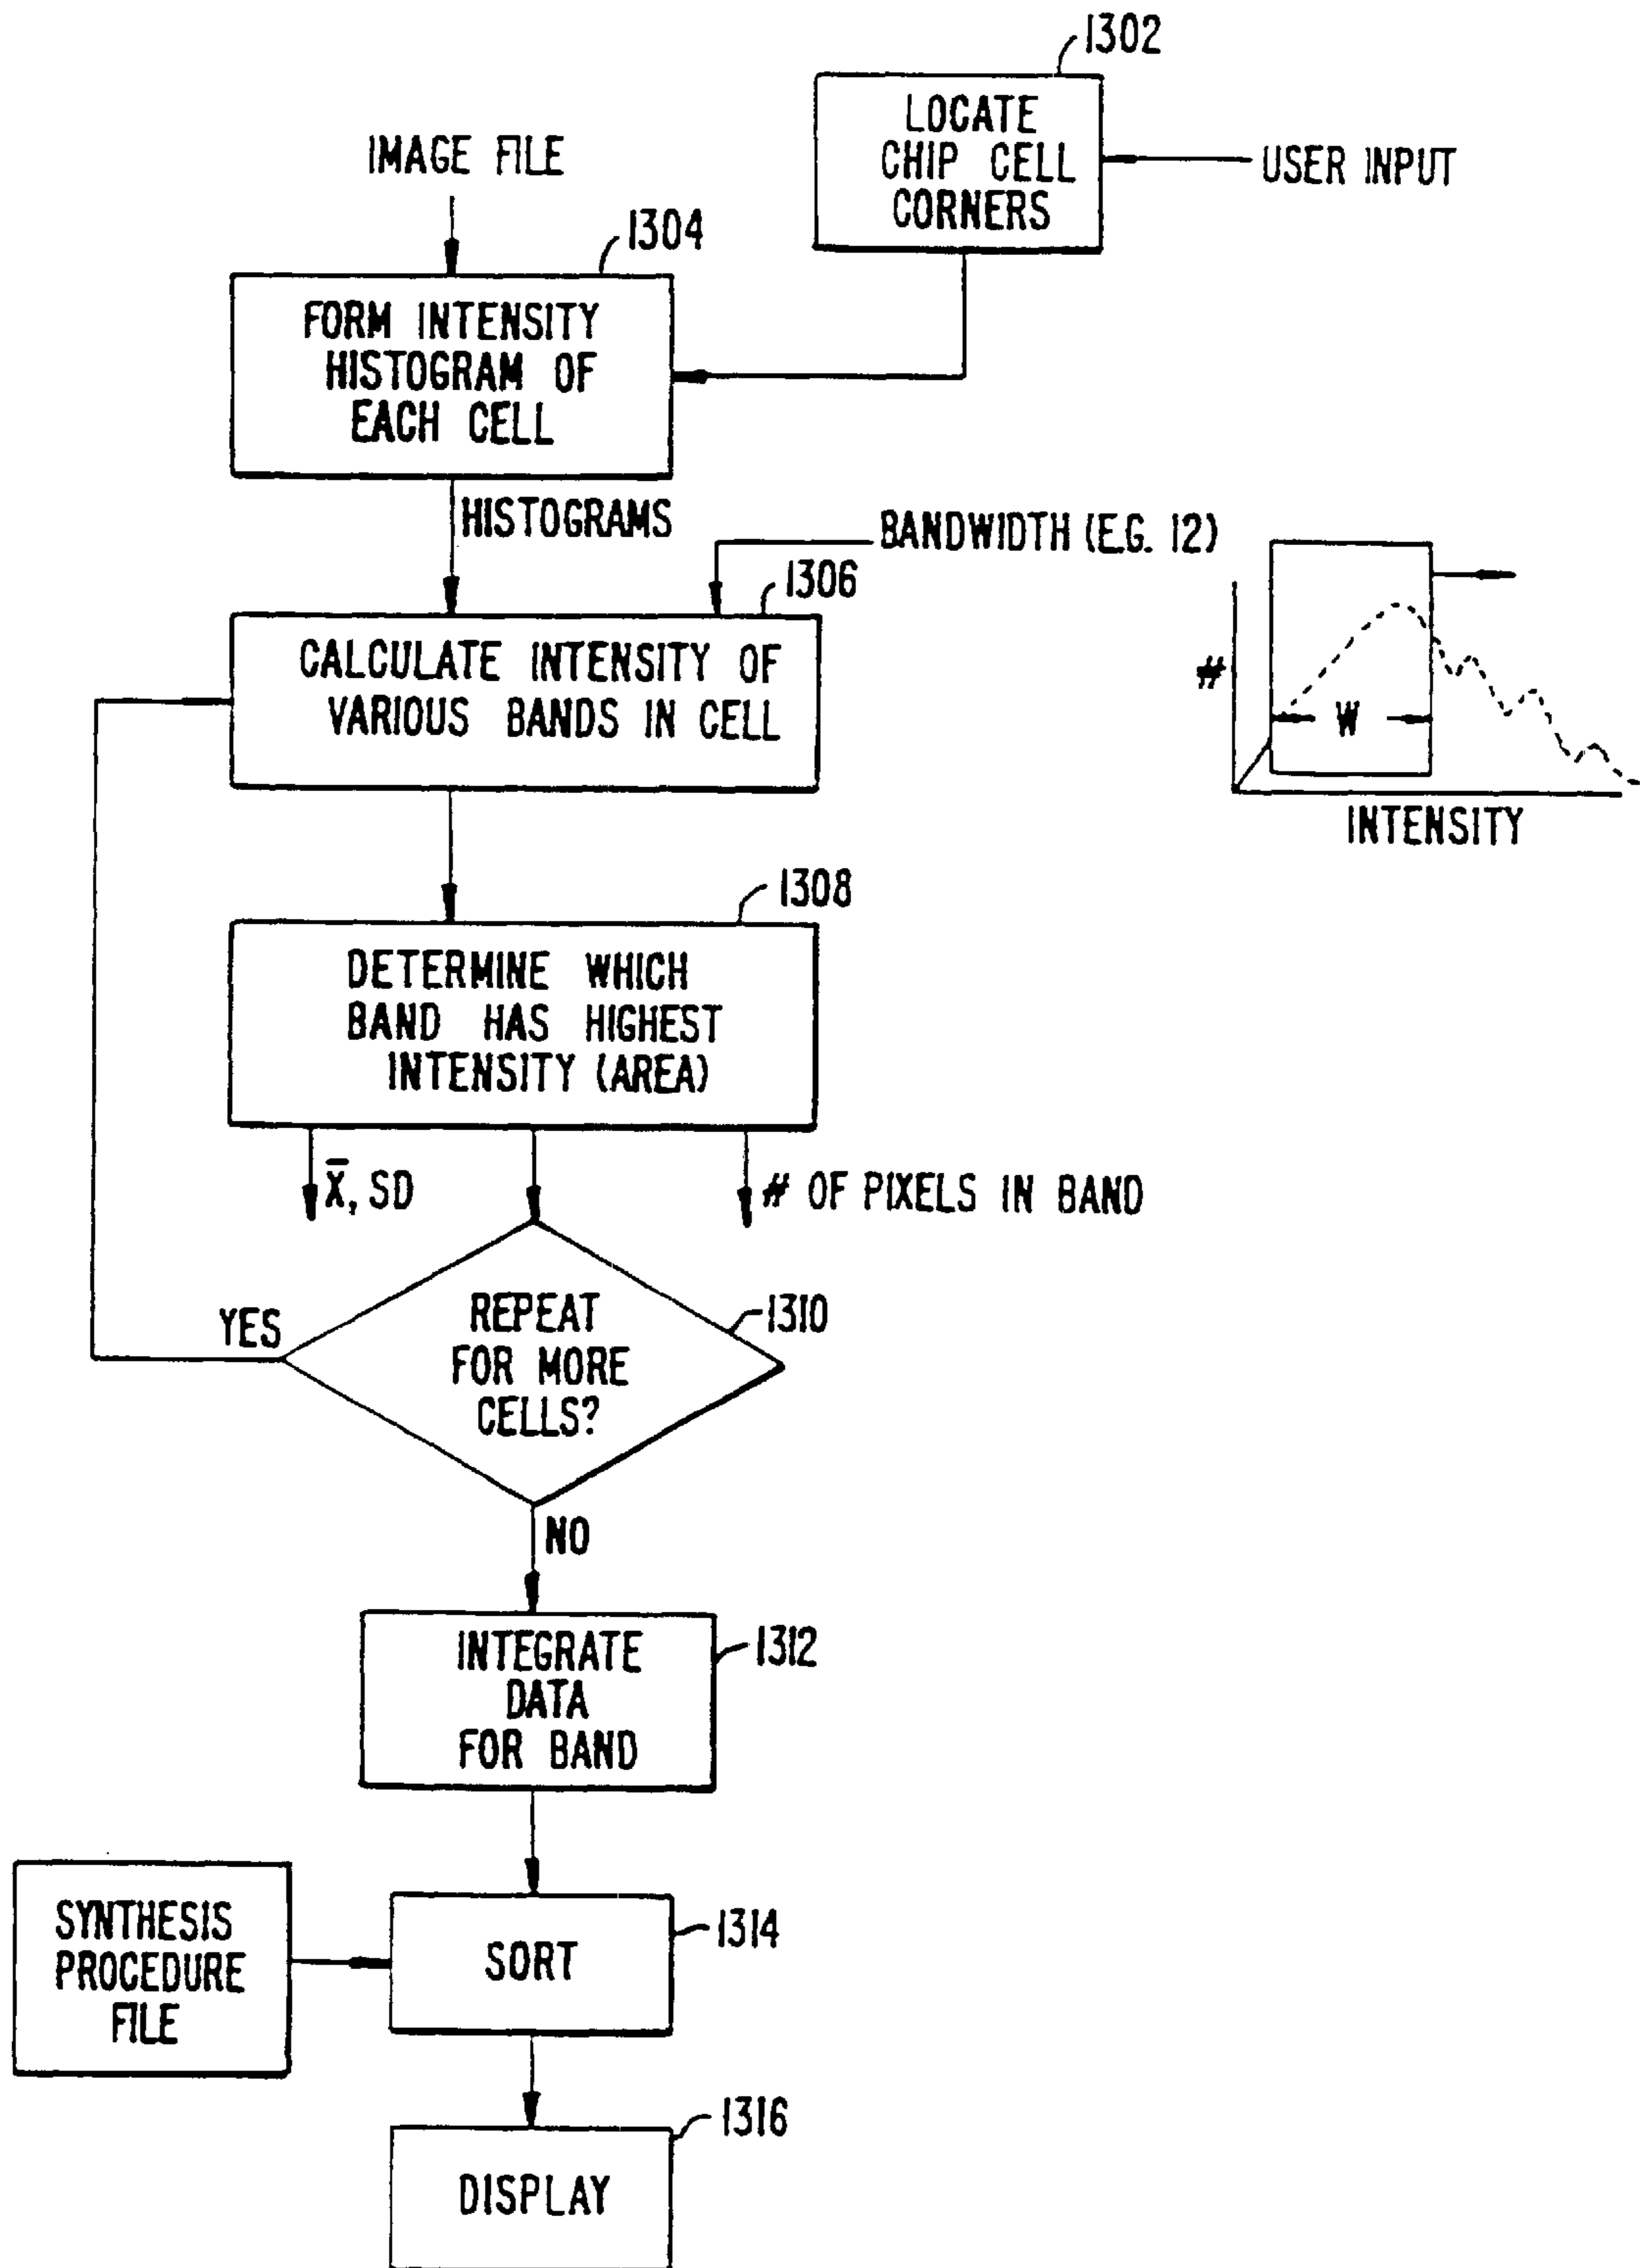 1302
LOCATE
CHIP CELL
CORNERS
USER INPUT
IMAGE FILE
1304
FORM INTENSITY
HISTOGRAM OF
EACH CELL
HISTOGRAMS
BANDWIDTH (E.G. 12)
1306
CALCULATE INTENSITY OF
VARIOUS BANDS IN CELL
#
W
INTENSITY
1308
DETERMINE WHICH
BAND HAS HIGHEST
INTENSITY (AREA)
X̄, SD
# OF PIXELS IN BAND
1310
REPEAT
FOR MORE
CELLS?
YES
NO
1312
INTEGRATE
DATA
FOR BAND
SYNTHESIS
PROCEDURE
FILE
1314
SORT
1316
DISPLAY